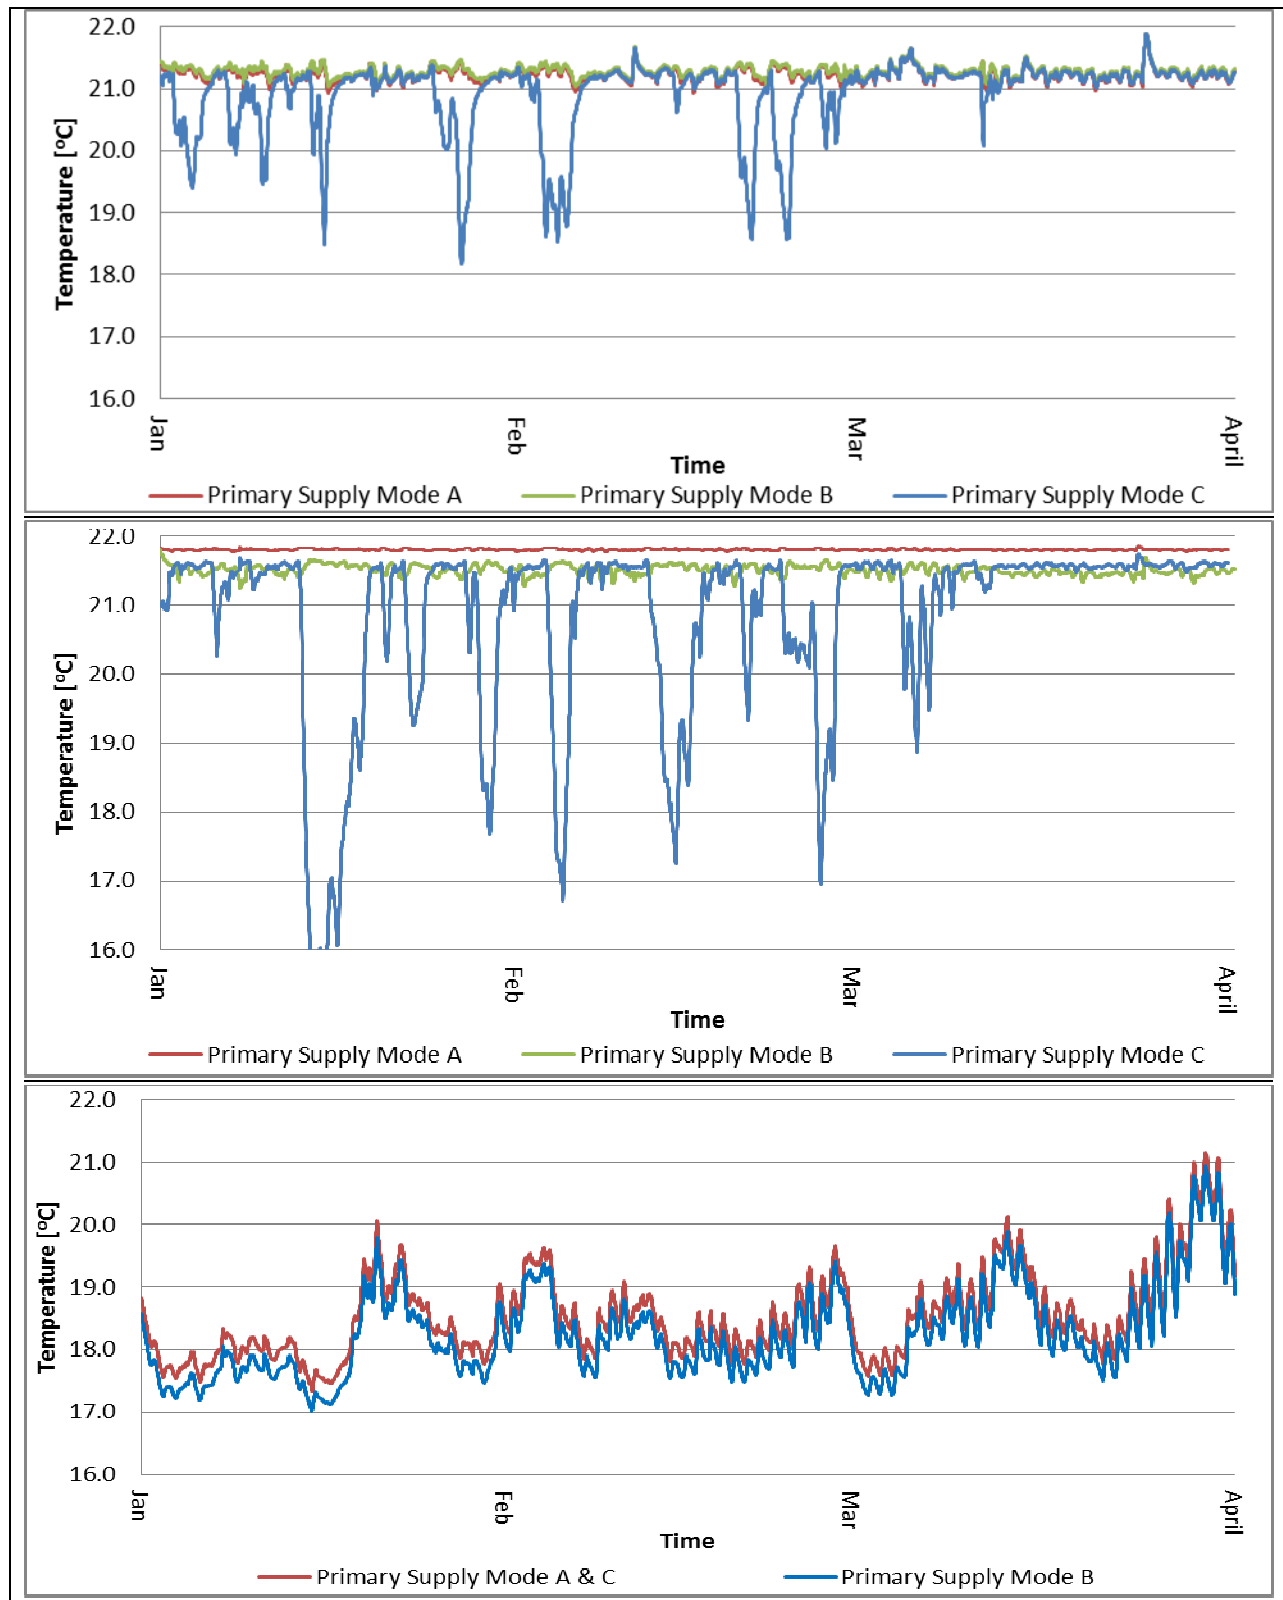 22.0
21.0
20.0
19.0
18.0
17.0
16.0
Temperature [ºC]
Jan
Feb
Mar
April
Time
Primary Supply Mode A
Primary Supply Mode B
Primary Supply Mode C
22.0
21.0
20.0
19.0
18.0
17.0
16.0
Temperature [ºC]
Jan
Feb
Mar
April
Time
Primary Supply Mode A
Primary Supply Mode B
Primary Supply Mode C
22.0
21.0
20.0
19.0
18.0
17.0
16.0
Temperature [ºC]
Jan
Feb
Mar
April
Time
Primary Supply Mode A & C
Primary Supply Mode B